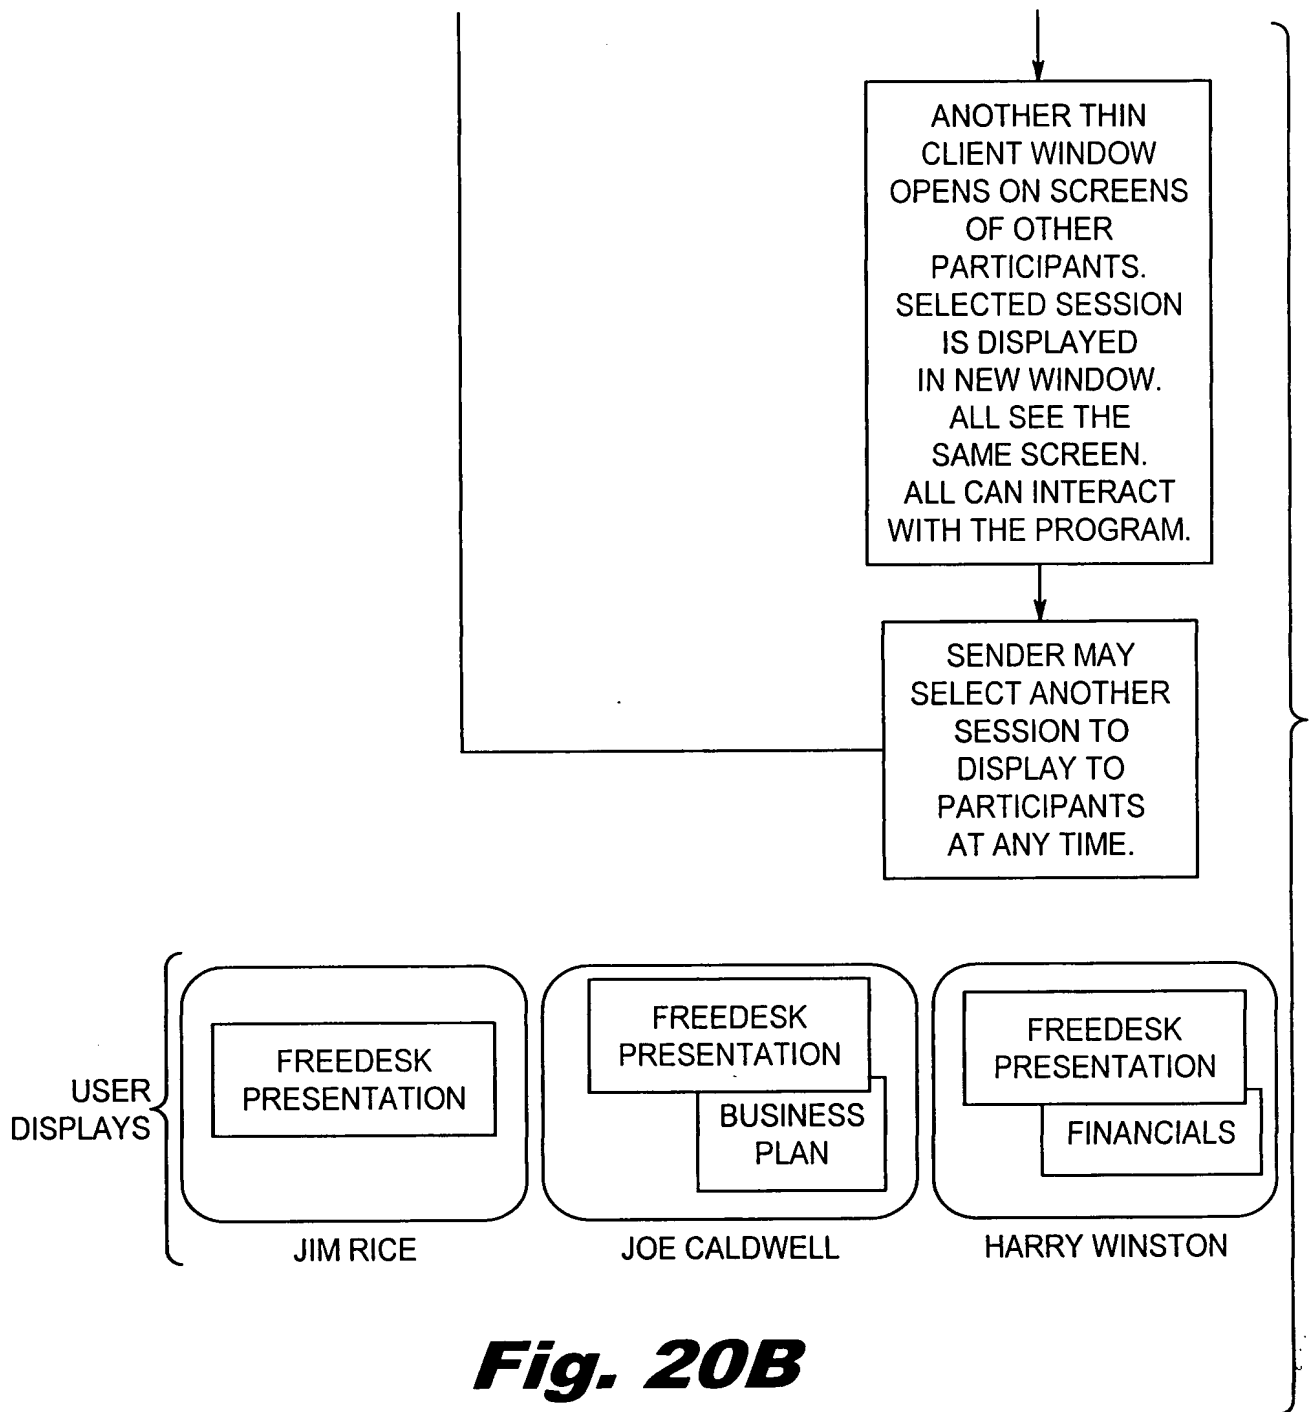 ANOTHER THIN
CLIENT WINDOW
OPENS ON SCREENS
OF OTHER
PARTICIPANTS.
SELECTED SESSION
IS DISPLAYED
IN NEW WINDOW.
ALL SEE THE
SAME SCREEN.
ALL CAN INTERACT
WITH THE PROGRAM.
SENDER MAY
SELECT ANOTHER
SESSION TO
DISPLAY TO
PARTICIPANTS
AT ANY TIME.
USER
DISPLAYS
FREEDESK
PRESENTATION
JIM RICE
FREEDESK
PRESENTATION
BUSINESS
PLAN
JOE CALDWELL
FREEDESK
PRESENTATION
FINANCIALS
HARRY WINSTON
Fig. 20B